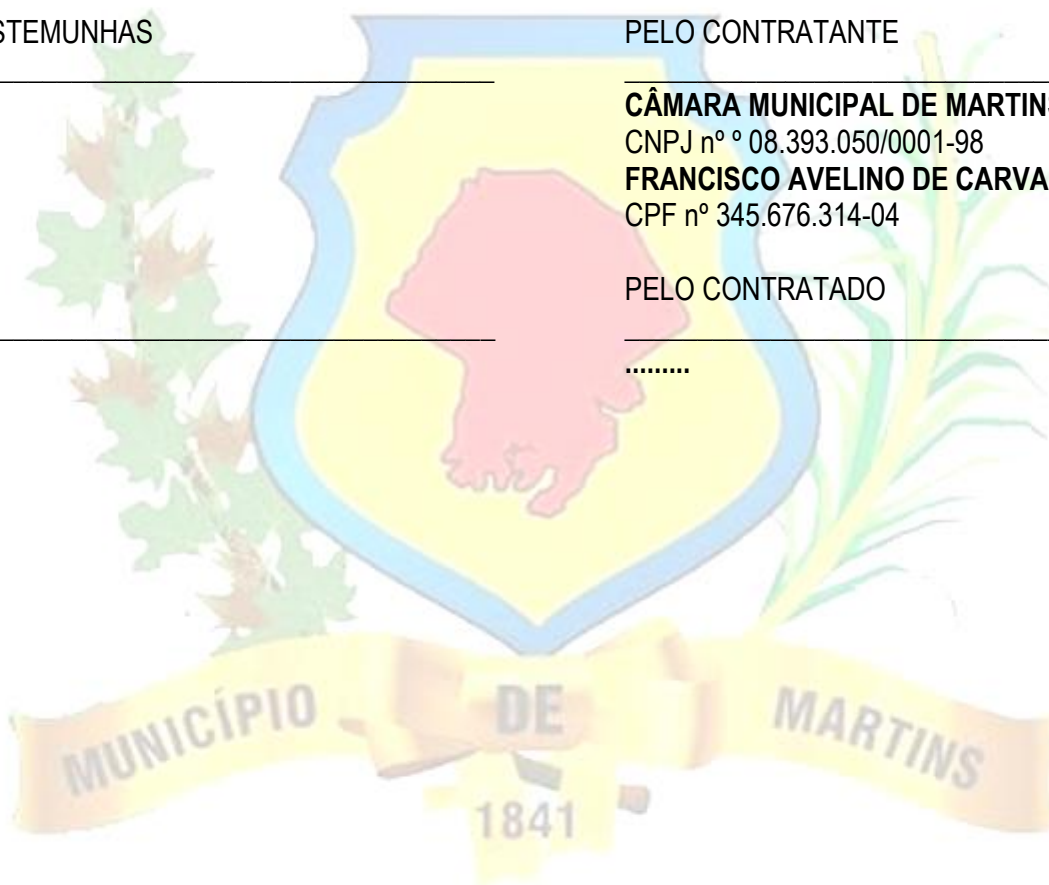 STEMUNHAS
PELO CONTRATANTE
CÂMARA MUNICIPAL DE MARTINS
CNPJ nº º 08.393.050/0001-98
FRANCISCO AVELINO DE CARVA
CPF nº 345.676.314-04
PELO CONTRATADO
.........
MUNICÍPIO DE MARTINS
1841